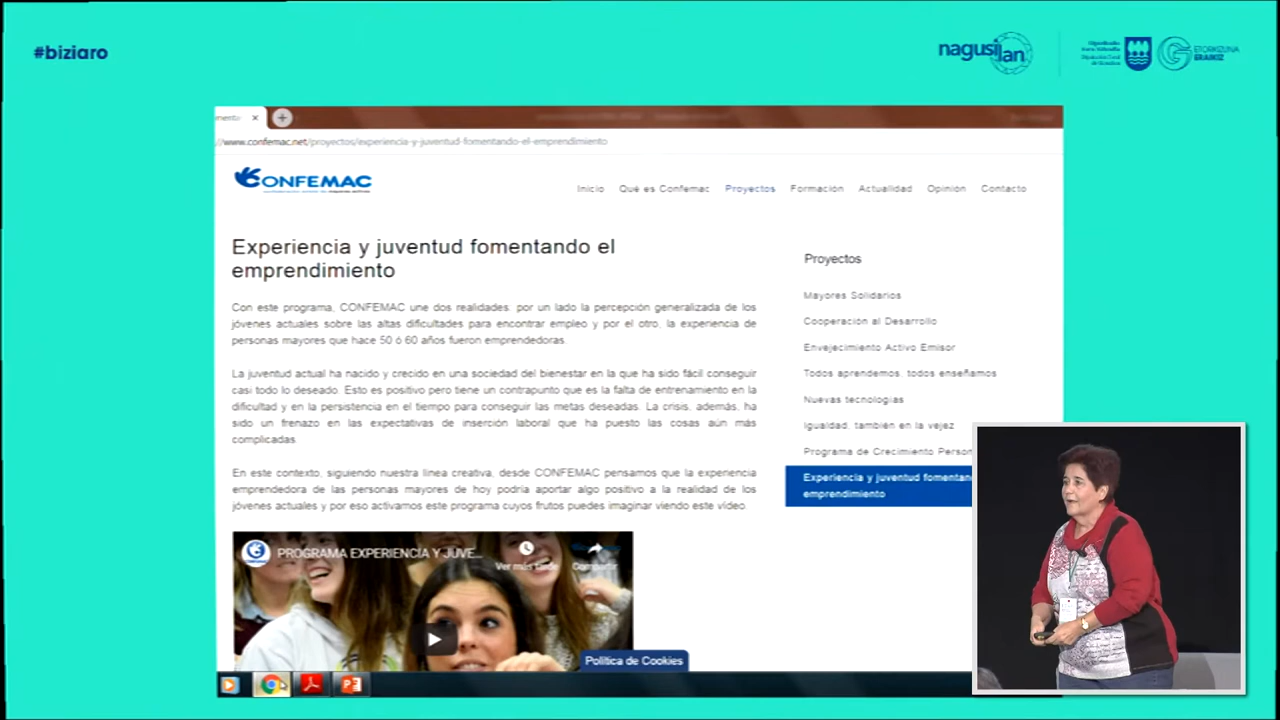 #biziaro
nagusilan
ETORKIZUNA
ERAIKIZ
www.confemac.net/proyectos/experiencia-y-juventud-fomentando-el-emprendimiento
CONFEMAC
Inicio
Qué es Confemac
Proyectos
Formación
Actualidad
Opinión
Contacto
Experiencia y juventud fomentando el
emprendimiento
Con este programa, CONFEMAC une dos realidades: por un lado la percepción generalizada de los
jóvenes actuales sobre las altas dificultades para encontrar empleo y por el otro, la experiencia de
personas mayores que hace 50 ó 60 años fueron emprendedoras.
La juventud actual ha nacido y crecido en una sociedad del bienestar en la que ha sido fácil conseguir
casi todo lo deseado. Esto es positivo pero tiene un contrapunto que es la falta de entrenamiento en la
dificultad y en la persistencia en el tiempo para conseguir las metas deseadas. La crisis, además, ha
sido un frenazo en las expectativas de inserción laboral que ha puesto las cosas aún más
complicadas.
En este contexto, siguiendo nuestra línea creativa, desde CONFEMAC pensamos que la experiencia
emprendedora de las personas mayores de hoy podría aportar algo positivo a la realidad de los
jóvenes actuales y por eso activamos este programa cuyos frutos puedes imaginar viendo este vídeo.
PROGRAMA EXPERIENCIA Y JUVE...
Ver más tarde
Compartir
Política de Cookies
Proyectos
Mayores Solidarios
Cooperación al Desarrollo
Envejecimiento Activo Emisor
Todos aprendemos, todos enseñamos
Nuevas tecnologías
Igualdad, también en la vejez
Programa de Crecimiento Person
Experiencia y juventud fomentan
emprendimiento